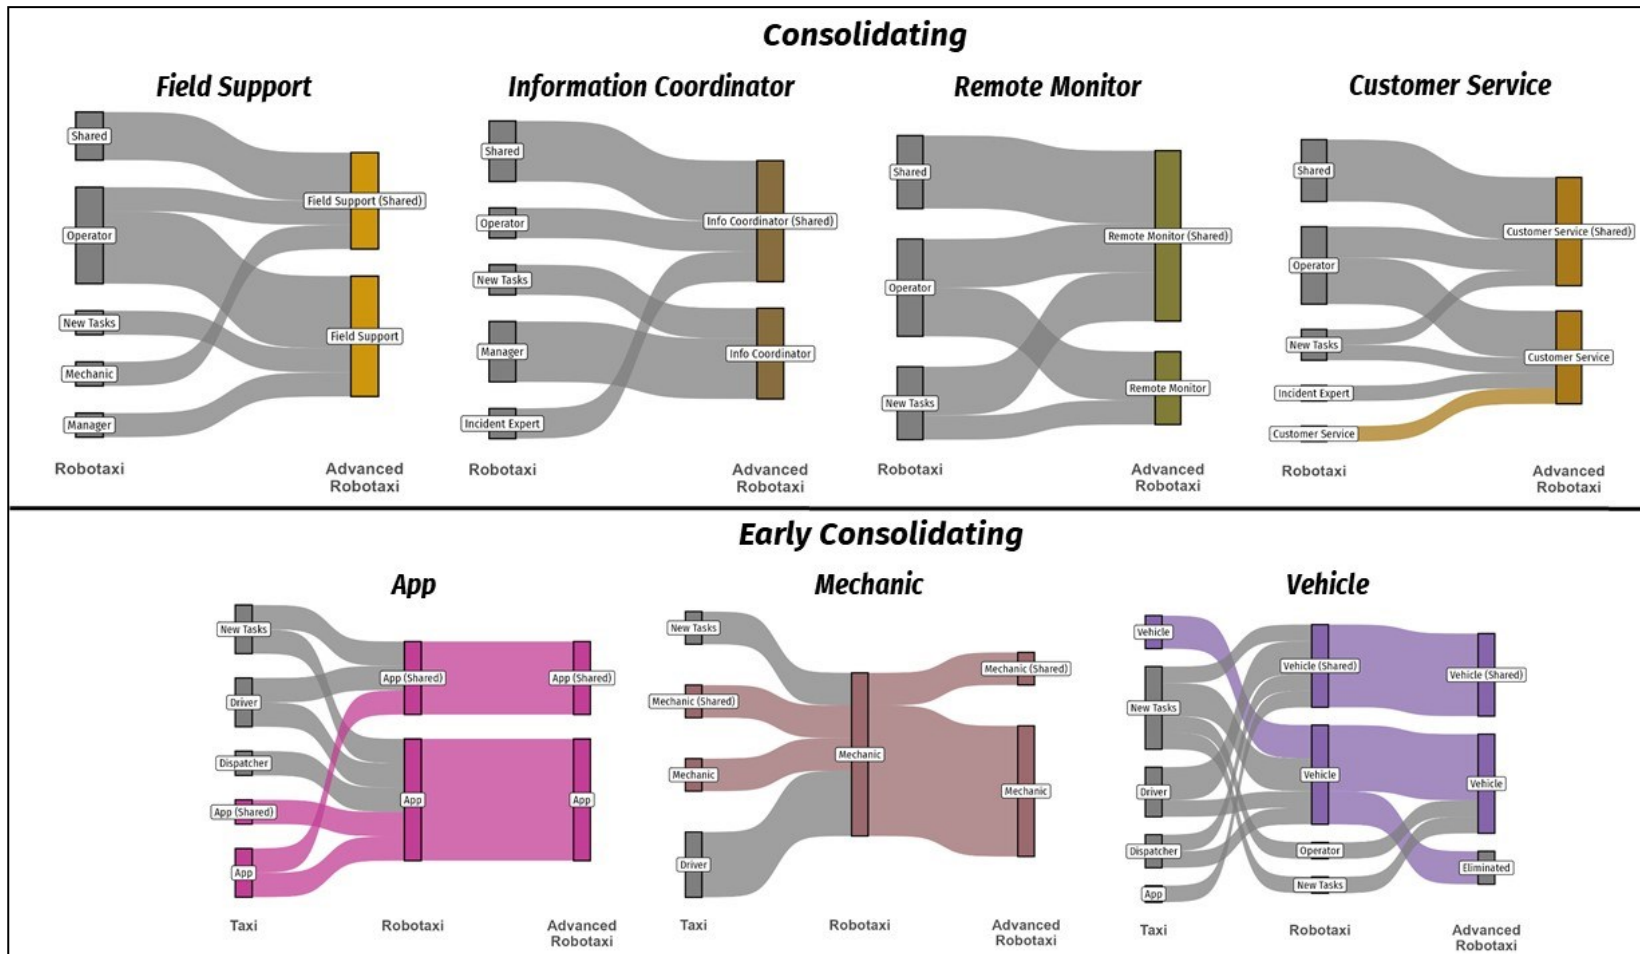 Consolidating
Field Support
Shared
Operator
New Tasks
Mechanic
Manager
Field Support (Shared)
Field Support
Robotaxi
Advanced
Robotaxi
Information Coordinator
Shared
Operator
New Tasks
Manager
Incident Expert
Info Coordinator (Shared)
Info Coordinator
Robotaxi
Advanced
Robotaxi
Remote Monitor
Shared
Operator
New Tasks
Remote Monitor (Shared)
Remote Monitor
Robotaxi
Advanced
Robotaxi
Customer Service
Shared
Operator
New Tasks
Incident Expert
Customer Service
Customer Service (Shared)
Customer Service
Robotaxi
Advanced
Robotaxi
Early Consolidating
App
New Tasks
Driver
Dispatcher
App (Shared)
App
App (Shared)
App
App (Shared)
App
Taxi
Robotaxi
Advanced
Robotaxi
Mechanic
New Tasks
Mechanic (Shared)
Mechanic
Driver
Mechanic
Mechanic (Shared)
Mechanic
Taxi
Robotaxi
Advanced
Robotaxi
Vehicle
Vehicle
New Tasks
Driver
Dispatcher
App
Vehicle (Shared)
Vehicle
Operator
New Tasks
Vehicle (Shared)
Vehicle
Eliminated
Taxi
Robotaxi
Advanced
Robotaxi